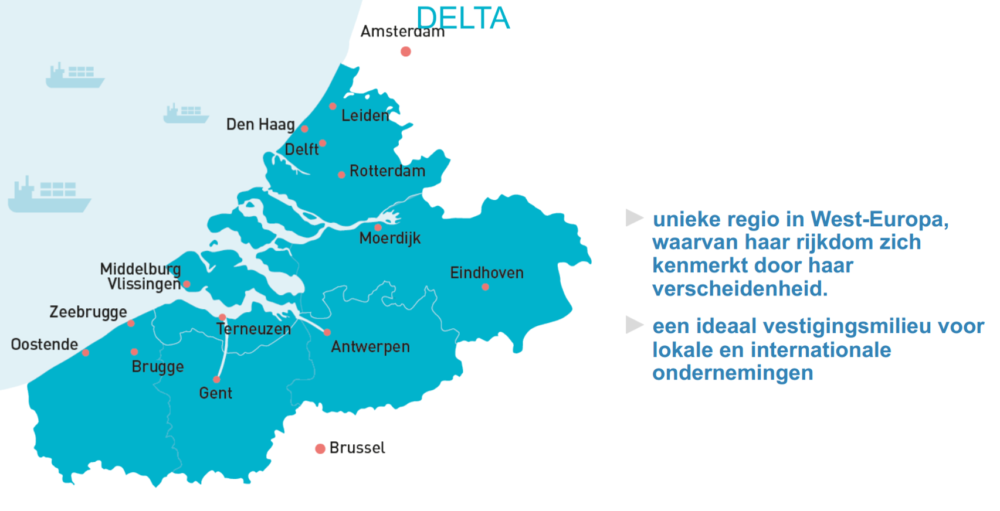 DELTA
Amsterdam
Leiden
Den Haag
Delft
Rotterdam
Moerdijk
Middelburg
Vlissingen
Eindhoven
Zeebrugge
Terneuzen
Oostende
Antwerpen
Brugge
Gent
Brussel
unieke regio in West-Europa,
waarvan haar rijkdom zich
kenmerkt door haar
verscheidenheid.
een ideaal vestigingsmilieu voor
lokale en internationale
ondernemingen